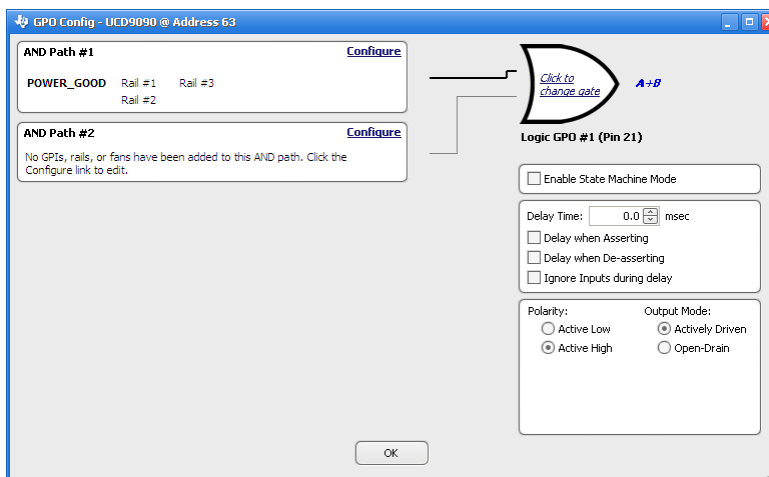 GPO Config - UCD9090 @ Address 63
AND Path #1 Configure
POWER_GOOD Rail #1 Rail #3
Rail #2
AND Path #2 Configure
No GPIs, rails, or fans have been added to this AND path. Click the
Configure link to edit.
Click to
change gate
A+B
Logic GPO #1 (Pin 21)
Enable State Machine Mode
Delay Time: 0.0 msec
Delay when Asserting
Delay when De-asserting
Ignore Inputs during delay
Polarity: Output Mode:
Active Low Actively Driven
Active High Open-Drain
OK